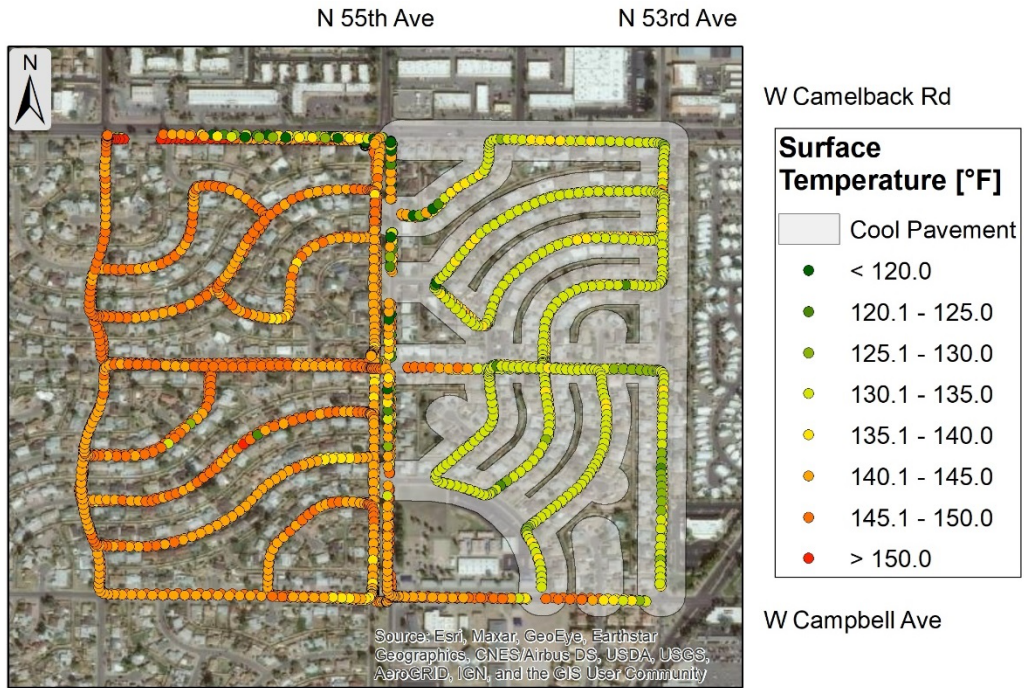 N 55th Ave
N 53rd Ave
N
W Camelback Rd
Surface
Temperature [°F]
Cool Pavement
< 120.0
120.1 - 125.0
125.1 - 130.0
130.1 - 135.0
135.1 - 140.0
140.1 - 145.0
145.1 - 150.0
> 150.0
W Campbell Ave
Source: Esri, Maxar, GeoEye, Earthstar
Geographics, CNES/Airbus DS, USDA, USGS,
AeroGRID, IGN, and the GIS User Community